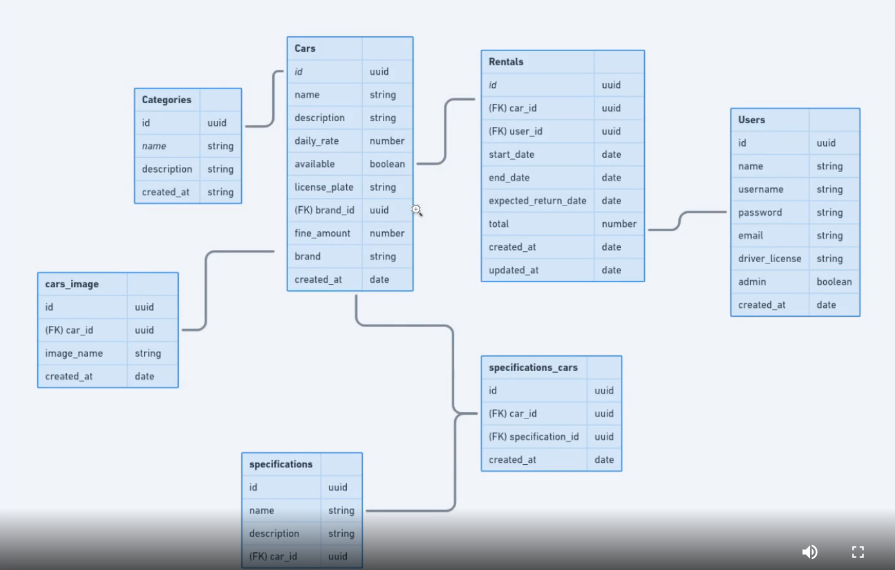 Cars
id uuid
name string
description string
daily_rate number
available boolean
license_plate string
(FK) brand_id uuid
fine_amount number
brand string
created_at date
Rentals
id uuid
(FK) car_id uuid
(FK) user_id uuid
start_date date
end_date date
expected_return_date date
total number
created_at date
updated_at date
Categories
id uuid
name string
description string
created_at string
Users
id uuid
name string
username string
password string
email string
driver_license string
admin boolean
created_at date
cars_image
id uuid
(FK) car_id uuid
image_name string
created_at date
specifications_cars
id uuid
(FK) car_id uuid
(FK) specification_id uuid
created_at date
specifications
id uuid
name string
description string
(FK) car_id uuid